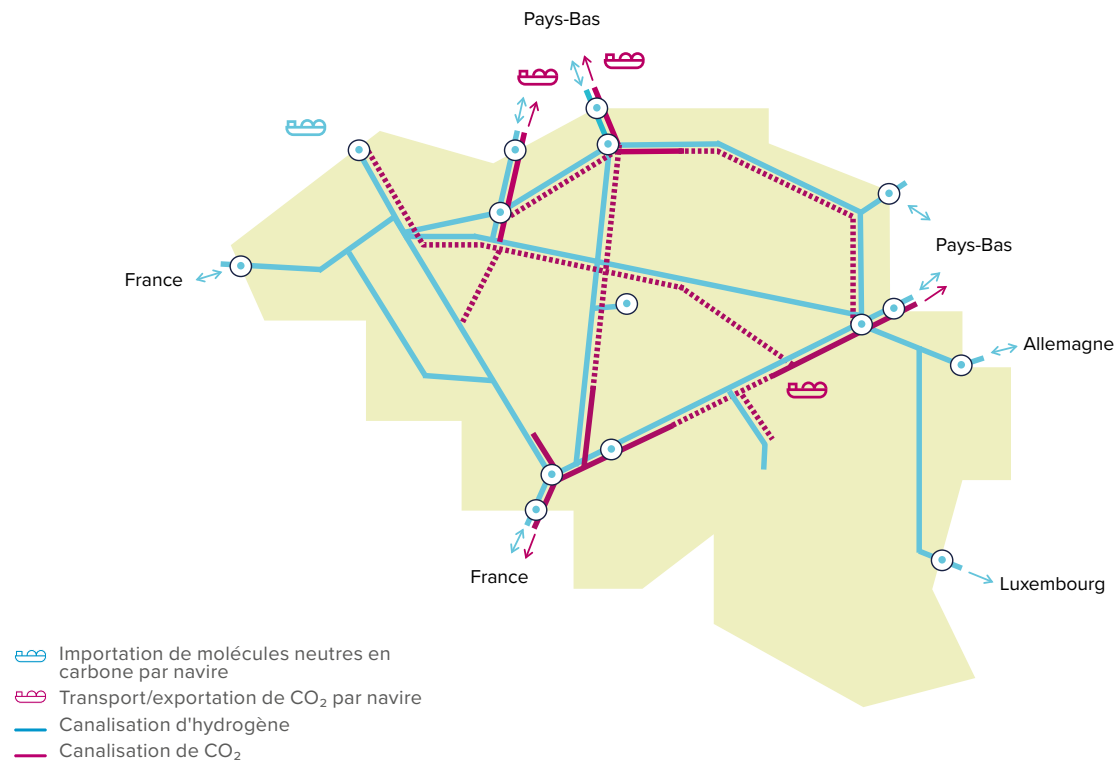 Pays-Bas
Pays-Bas
France
Allemagne
France
Luxembourg
Importation de molécules neutres en
carbone par navire
Transport/exportation de CO₂ par navire
Canalisation d'hydrogène
Canalisation de CO₂